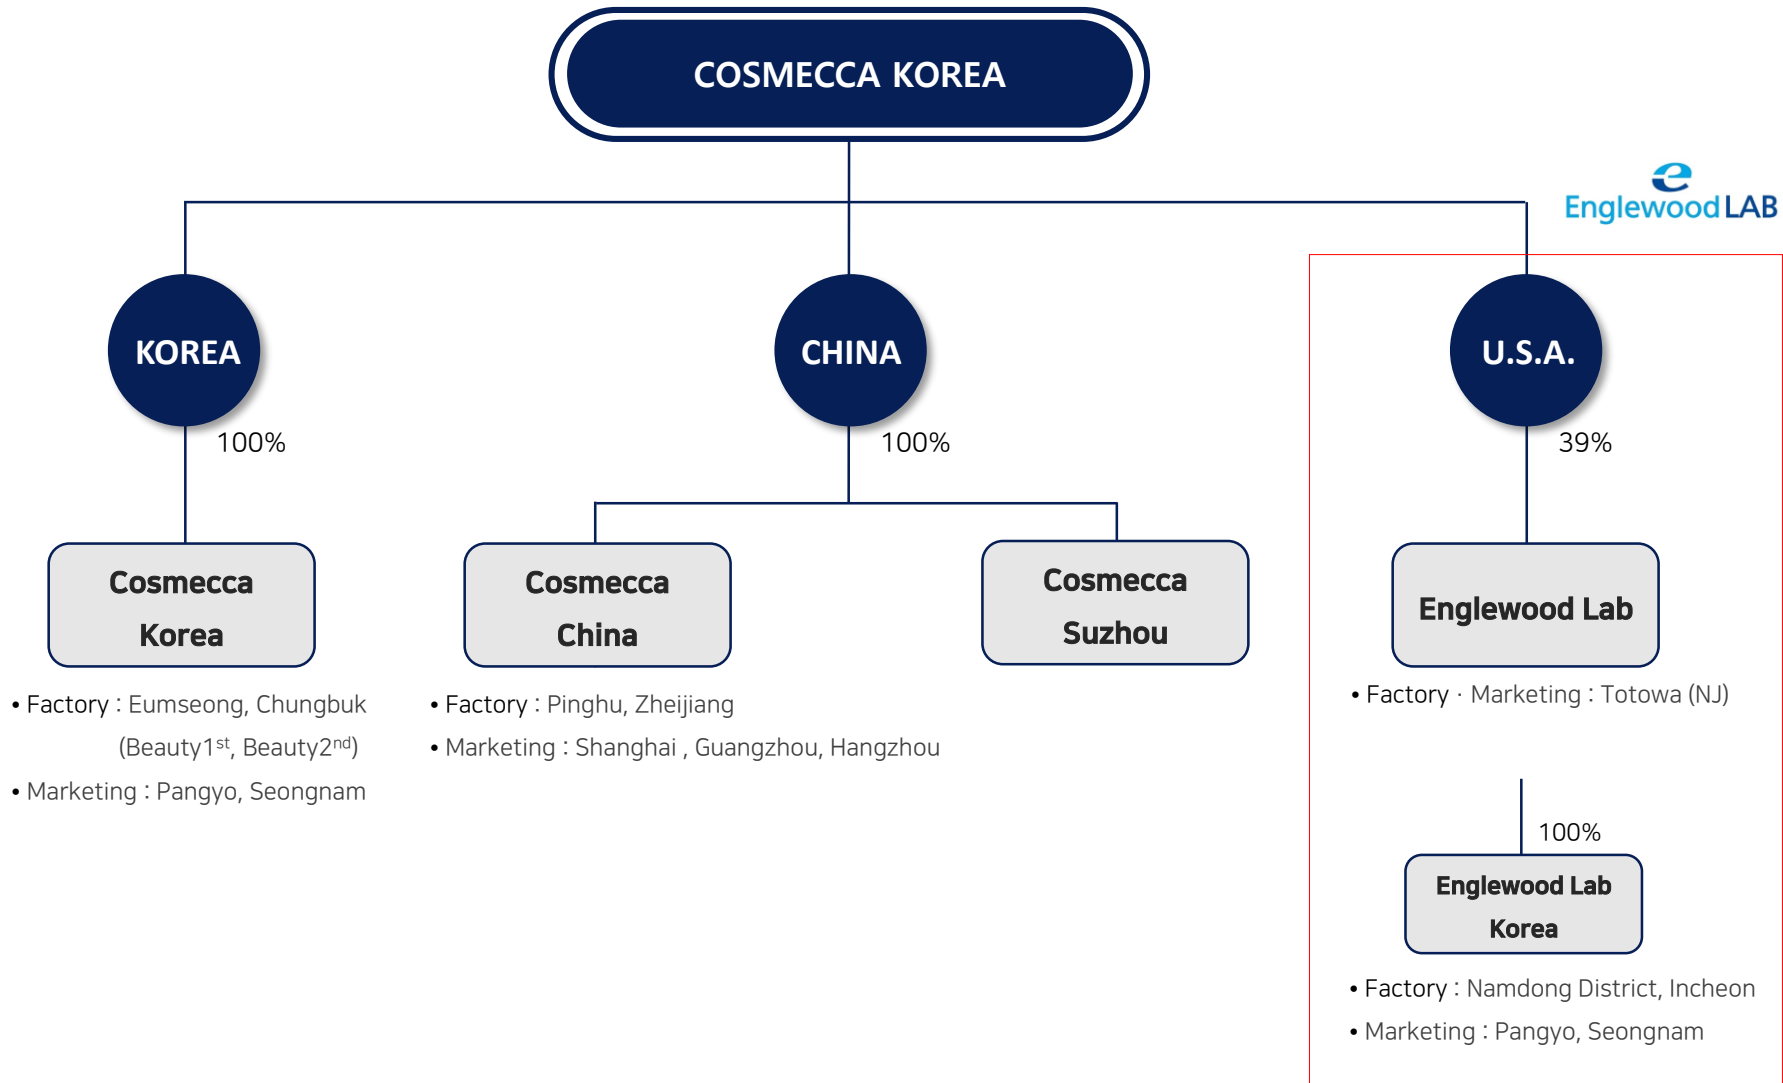 COSMECCA KOREA
e
Englewood LAB
KOREA
CHINA
U.S.A.
100%
100%
39%
Cosmecca
Korea
Cosmecca
China
Cosmecca
Suzhou
Englewood Lab
• Factory : Eumseong, Chungbuk
(Beauty1st, Beauty2nd)
• Marketing : Pangyo, Seongnam
• Factory : Pinghu, Zheijiang
• Marketing : Shanghai , Guangzhou, Hangzhou
• Factory · Marketing : Totowa (NJ)
100%
Englewood Lab
Korea
• Factory : Namdong District, Incheon
• Marketing : Pangyo, Seongnam